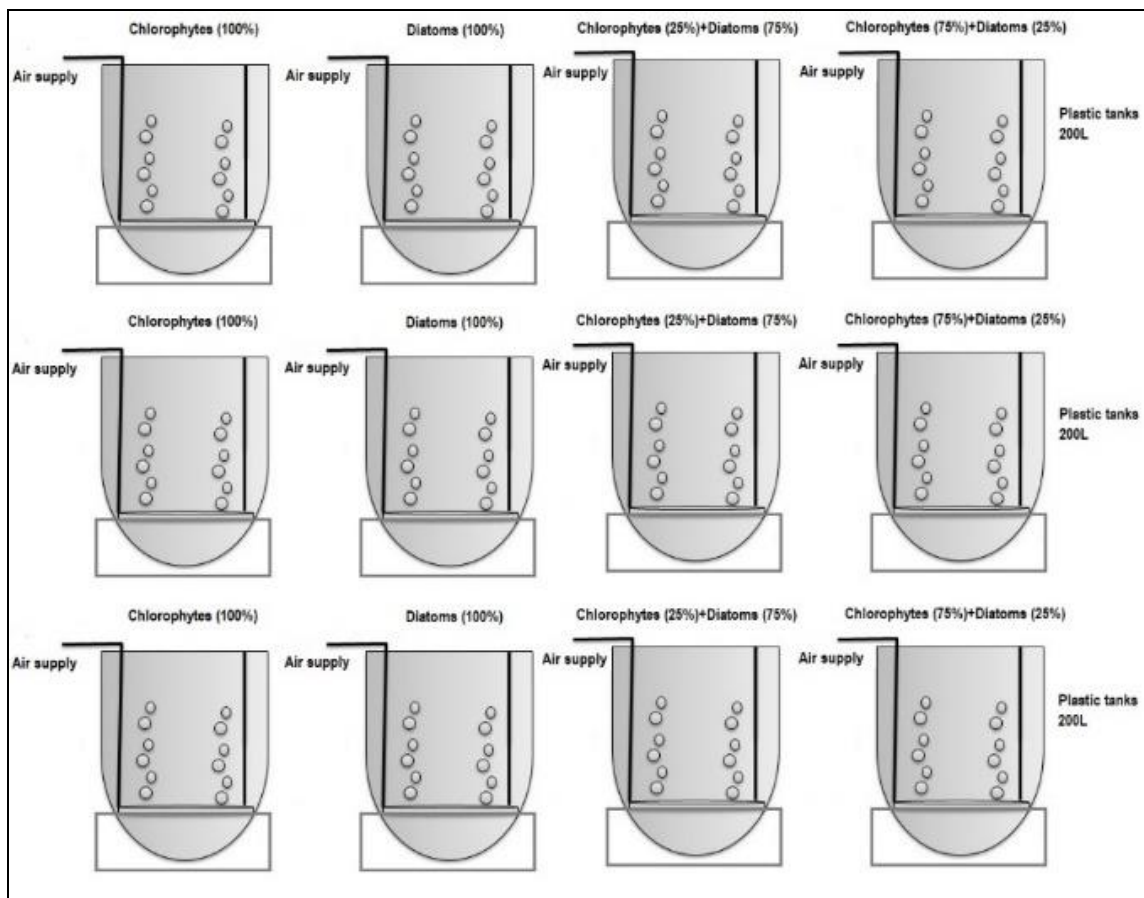 Chlorophytes (100%)
Diatoms (100%)
Chlorophytes (25%)+Diatoms (75%)
Chlorophytes (75%)+Diatoms (25%)
Air supply
Air supply
Air supply
Air supply
Plastic tanks
200L
Chlorophytes (100%)
Diatoms (100%)
Chlorophytes (25%)+Diatoms (75%)
Chlorophytes (75%)+Diatoms (25%)
Air supply
Air supply
Air supply
Air supply
Plastic tanks
200L
Chlorophytes (100%)
Diatoms (100%)
Chlorophytes (25%)+Diatoms (75%)
Chlorophytes (75%)+Diatoms (25%)
Air supply
Air supply
Air supply
Air supply
Plastic tanks
200L